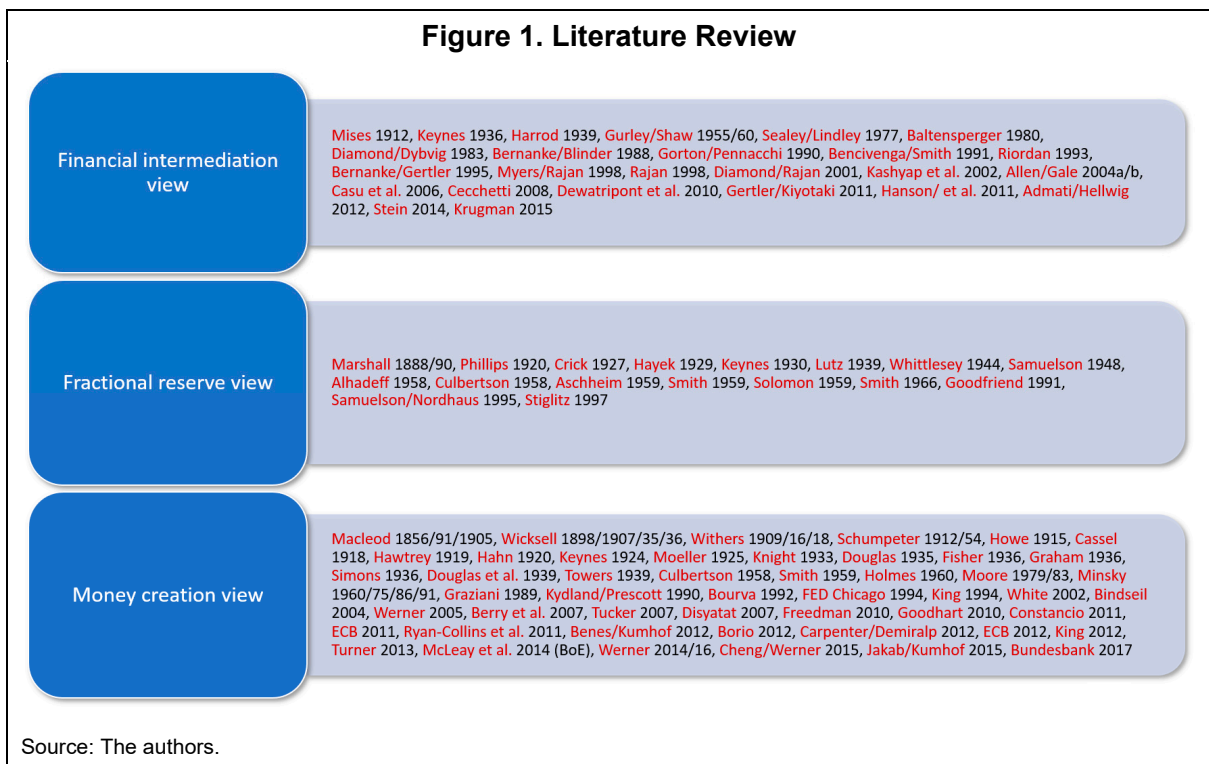 Figure 1. Literature Review
Financial intermediation
view
Mises 1912, Keynes 1936, Harrod 1939, Gurley/Shaw 1955/60, Sealey/Lindley 1977, Baltensperger 1980,
Diamond/Dybvig 1983, Bernanke/Blinder 1988, Gorton/Pennacchi 1990, Bencivenga/Smith 1991, Riordan 1993,
Bernanke/Gertler 1995, Myers/Rajan 1998, Rajan 1998, Diamond/Rajan 2001, Kashyap et al. 2002, Allen/Gale 2004a/b,
Casu et al. 2006, Cecchetti 2008, Dewatripont et al. 2010, Gertler/Kiyotaki 2011, Hanson/ et al. 2011, Admati/Hellwig
2012, Stein 2014, Krugman 2015
Fractional reserve view
Marshall 1888/90, Phillips 1920, Crick 1927, Hayek 1929, Keynes 1930, Lutz 1939, Whittlesey 1944, Samuelson 1948,
Alhadeff 1958, Culbertson 1958, Aschheim 1959, Smith 1959, Solomon 1959, Smith 1966, Goodfriend 1991,
Samuelson/Nordhaus 1995, Stiglitz 1997
Money creation view
Macleod 1856/91/1905, Wicksell 1898/1907/35/36, Withers 1909/16/18, Schumpeter 1912/54, Howe 1915, Cassel
1918, Hawtrey 1919, Hahn 1920, Keynes 1924, Moeller 1925, Knight 1933, Douglas 1935, Fisher 1936, Graham 1936,
Simons 1936, Douglas et al. 1939, Towers 1939, Culbertson 1958, Smith 1959, Holmes 1960, Moore 1979/83, Minsky
1960/75/86/91, Graziani 1989, Kydland/Prescott 1990, Bourva 1992, FED Chicago 1994, King 1994, White 2002, Bindseil
2004, Werner 2005, Berry et al. 2007, Tucker 2007, Disyatat 2007, Freedman 2010, Goodhart 2010, Constancio 2011,
ECB 2011, Ryan-Collins et al. 2011, Benes/Kumhof 2012, Borio 2012, Carpenter/Demiralp 2012, ECB 2012, King 2012,
Turner 2013, McLeay et al. 2014 (BoE), Werner 2014/16, Cheng/Werner 2015, Jakab/Kumhof 2015, Bundesbank 2017
Source: The authors.